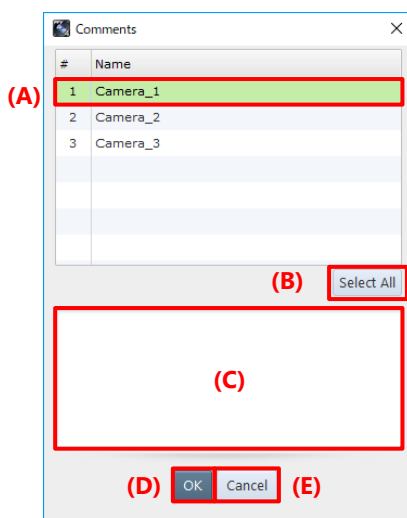 Comments
# Name
(A) 1 Camera_1
2 Camera_2
3 Camera_3
(B) Select All
(C)
(D) OK Cancel (E)